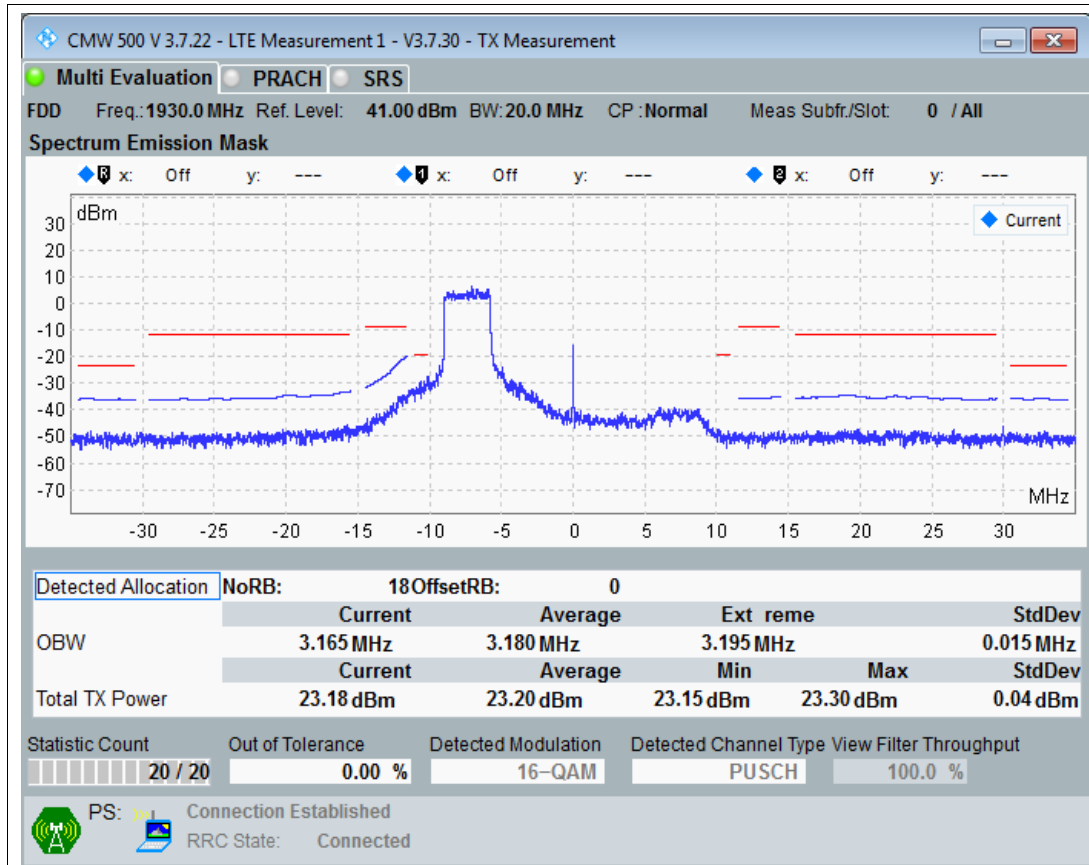 CMW 500 V 3.7.22 - LTE Measurement 1 - V3.7.30 - TX Measurement
Multi Evaluation PRACH SRS
FDD Freq.: 1930.0 MHz Ref. Level: 41.00 dBm BW: 20.0 MHz CP : Normal Meas Subfr./Slot: 0 / All
Spectrum Emission Mask
R x: Off y: --- 1 x: Off y: --- 2 x: Off y: ---
dBm
Current
30
20
10
0
-10
-20
-30
-40
-50
-60
-70
MHz
-30 -25 -20 -15 -10 -5 0 5 10 15 20 25 30
Detected Allocation NoRB: 18 OffsetRB: 0
Current Average Ext reme StdDev
OBW 3.165 MHz 3.180 MHz 3.195 MHz 0.015 MHz
Current Average Min Max StdDev
Total TX Power 23.18 dBm 23.20 dBm 23.15 dBm 23.30 dBm 0.04 dBm
Statistic Count Out of Tolerance Detected Modulation Detected Channel Type View Filter Throughput
20 / 20 0.00 % 16-QAM PUSCH 100.0 %
PS: Connection Established
RRC State: Connected